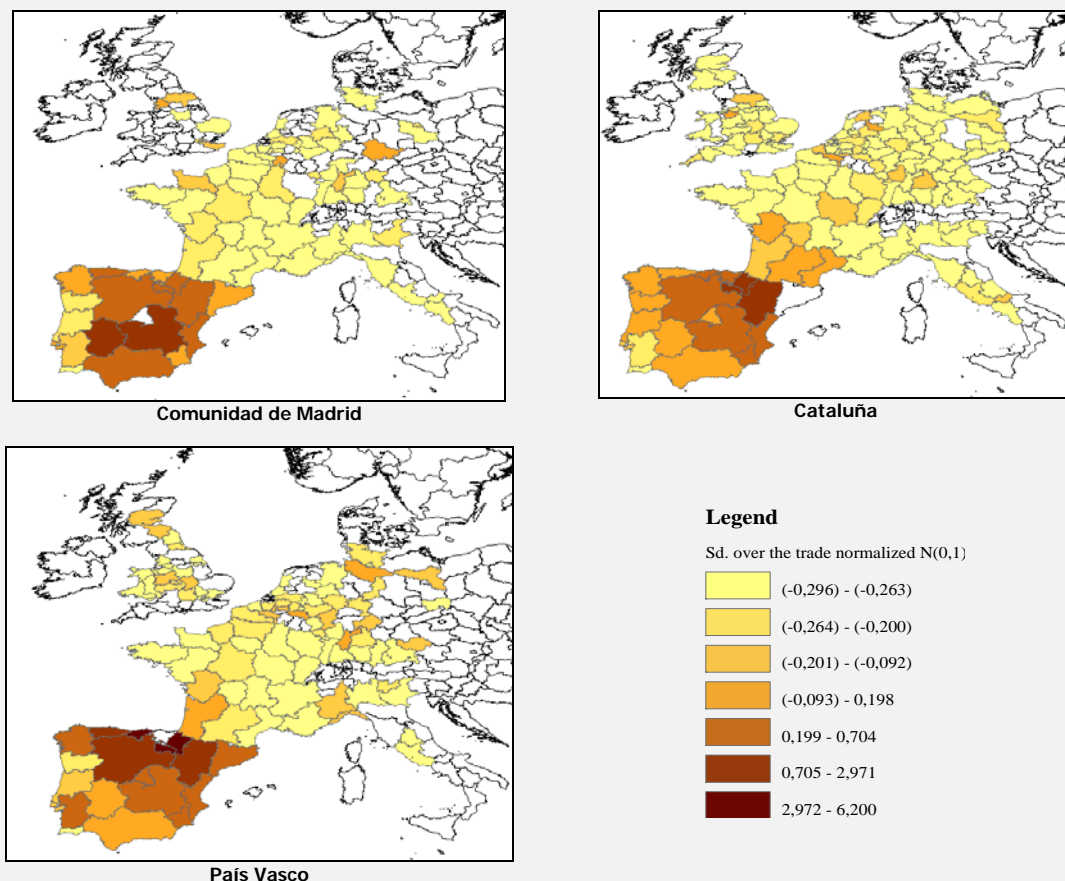 Comunidad de Madrid
Cataluña
País Vasco
Legend
Sd. over the trade normalized N(0,1)
(-0,296) - (-0,263)
(-0,264) - (-0,200)
(-0,201) - (-0,092)
(-0,093) - 0,198
0,199 - 0,704
0,705 - 2,971
2,972 - 6,200